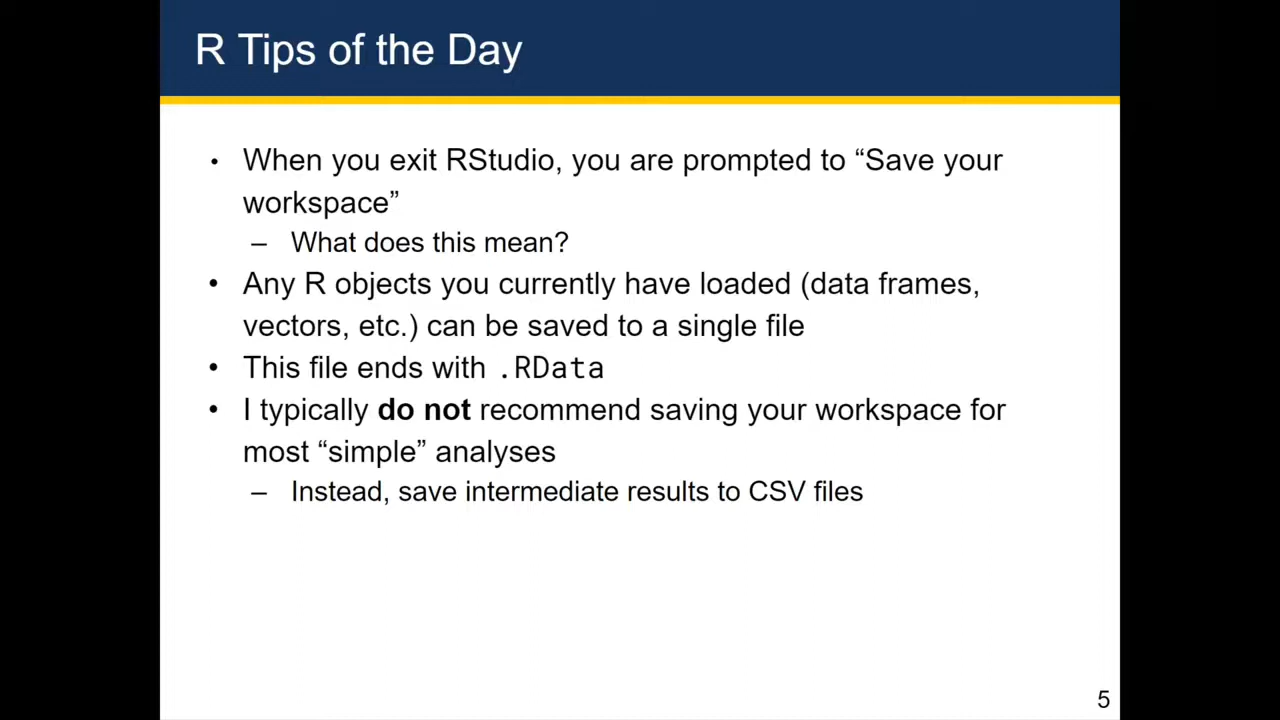 R Tips of the Day
• When you exit RStudio, you are prompted to “Save your
workspace”
– What does this mean?
• Any R objects you currently have loaded (data frames,
vectors, etc.) can be saved to a single file
• This file ends with .RData
• I typically do not recommend saving your workspace for
most “simple” analyses
– Instead, save intermediate results to CSV files
5